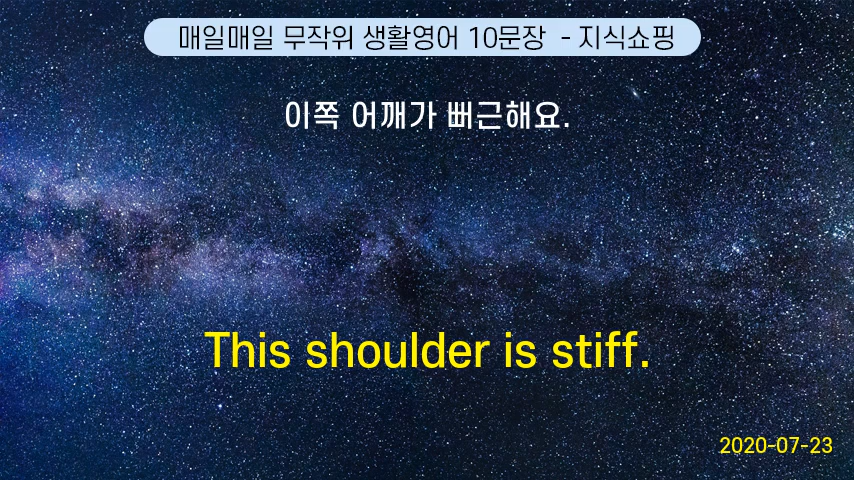 매일매일 무작위 생활영어 10문장 - 지식쇼핑
이쪽 어깨가 뻐근해요.
This shoulder is stiff.
2020-07-23